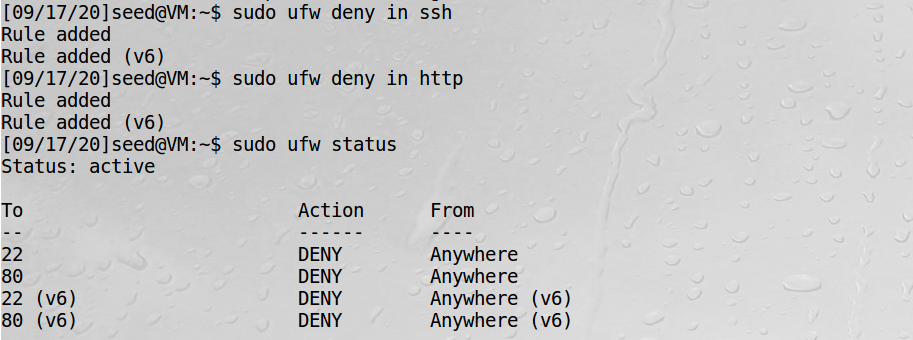 [09/17/20]seed@VM:~$ sudo ufw deny in ssh
Rule added
Rule added (v6)
[09/17/20]seed@VM:~$ sudo ufw deny in http
Rule added
Rule added (v6)
[09/17/20]seed@VM:~$ sudo ufw status
Status: active

To                         Action      From
--                         ------      ----
22                         DENY        Anywhere
80                         DENY        Anywhere
22 (v6)                    DENY        Anywhere (v6)
80 (v6)                    DENY        Anywhere (v6)